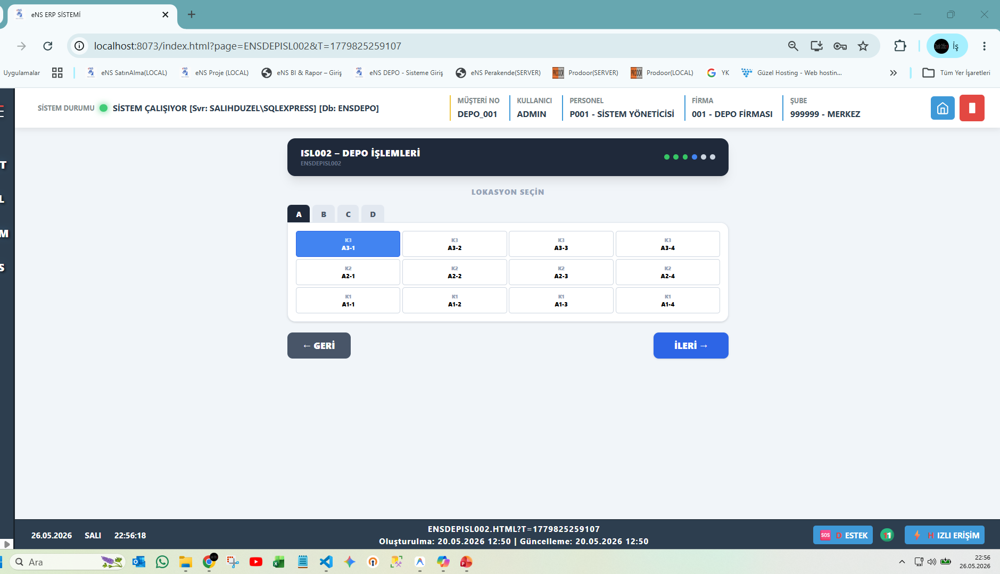 eNS ERP SİSTEMİ
localhost:8073/index.html?page=ENSDEPISL002&T=1779825259107
İş
Uygulamalar
eNS SatınAlma(LOCAL)
eNS Proje (LOCAL)
eNS BI & Rapor – Giriş
eNS DEPO - Sisteme Giriş
eNS Perakende(SERVER)
Prodoor(SERVER)
Prodoor(LOCAL)
YK
Güzel Hosting - Web hostin...
Tüm Yer İşaretleri
SİSTEM DURUMU SİSTEM ÇALIŞIYOR [Svr: SALIHDUZEL\SQLEXPRESS] [Db: ENSDEPO]
MÜŞTERİ NO
DEPO_001
KULLANICI
ADMIN
PERSONEL
P001 - SİSTEM YÖNETİCİSİ
FİRMA
001 - DEPO FİRMASI
ŞUBE
999999 - MERKEZ
T
L
M
S
ISL002 – DEPO İŞLEMLERİ
ENSDEPISL002
LOKASYON SEÇİN
A B C D
K3 K3 K3 K3
A3-1 A3-2 A3-3 A3-4
K2 K2 K2 K2
A2-1 A2-2 A2-3 A2-4
K1 K1 K1 K1
A1-1 A1-2 A1-3 A1-4
← GERİ
İLERİ →
26.05.2026 SALI 22:56:18
ENSDEPISL002.HTML?T=1779825259107
Oluşturulma: 20.05.2026 12:50 | Güncelleme: 20.05.2026 12:50
SOS D ESTEK
11
H IZLI ERİŞİM
Ara
22:56
26.05.2026